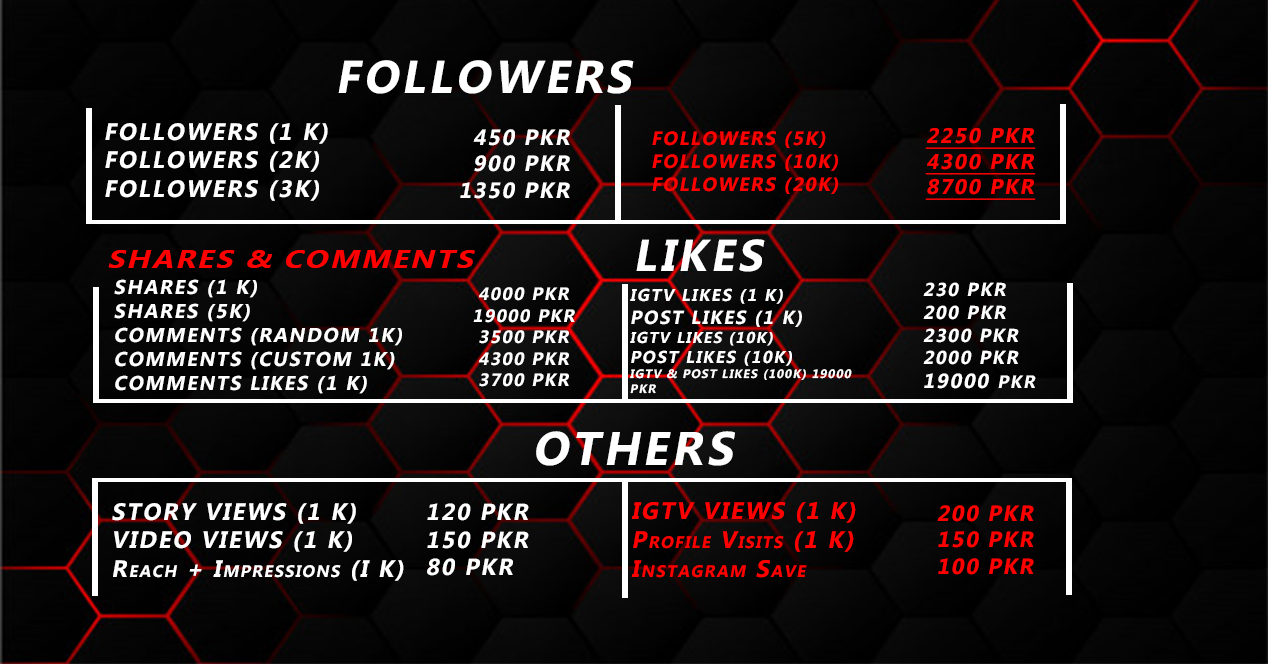 FOLLOWERS
FOLLOWERS (1 K) 450 PKR
FOLLOWERS (2K) 900 PKR
FOLLOWERS (3K) 1350 PKR
FOLLOWERS (5K) 2250 PKR
FOLLOWERS (10K) 4300 PKR
FOLLOWERS (20K) 8700 PKR
SHARES & COMMENTS
SHARES (1 K) 4000 PKR
SHARES (5K) 19000 PKR
COMMENTS (RANDOM 1K) 3500 PKR
COMMENTS (CUSTOM 1K) 4300 PKR
COMMENTS LIKES (1 K) 3700 PKR
LIKES
IGTV LIKES (1 K) 230 PKR
POST LIKES (1 K) 200 PKR
IGTV LIKES (10K) 2300 PKR
POST LIKES (10K) 2000 PKR
IGTV & POST LIKES (100K) 19000
PKR 19000 PKR
OTHERS
STORY VIEWS (1 K) 120 PKR
VIDEO VIEWS (1 K) 150 PKR
REACH + IMPRESSIONS (I K) 80 PKR
IGTV VIEWS (1 K) 200 PKR
PROFILE VISITS (1 K) 150 PKR
INSTAGRAM SAVE 100 PKR